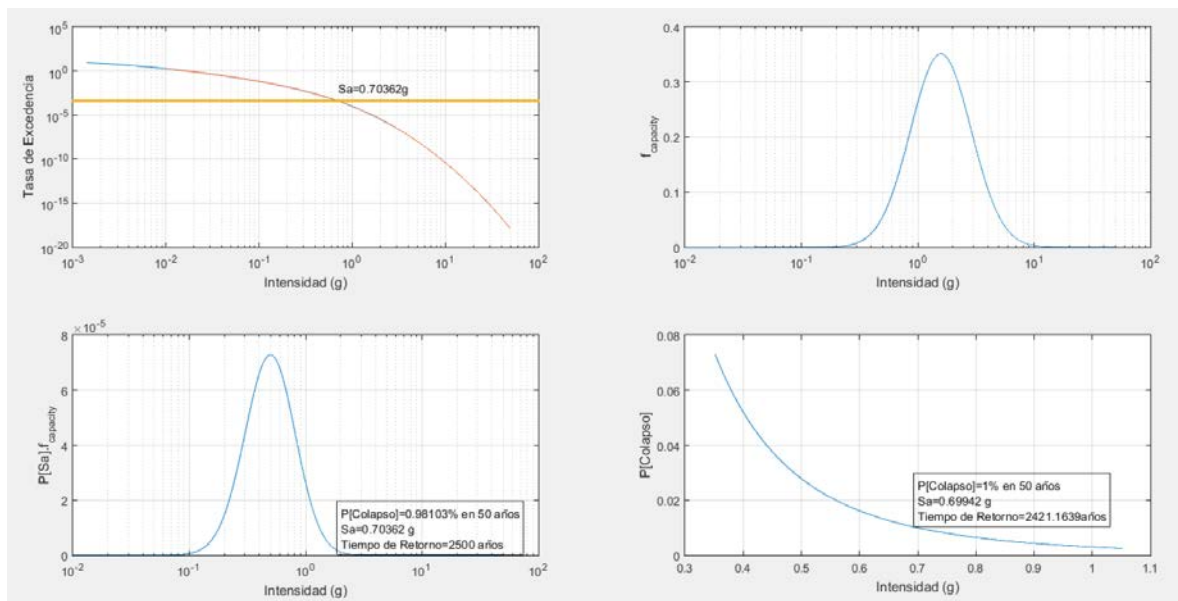 10^5
10^0
10^-5
10^-10
10^-15
10^-20
Tasa de Excedencia
Sa=0.70362g
10^-3 10^-2 10^-1 10^0 10^1 10^2
Intensidad (g)
0.4
0.3
0.2
0.1
0
f_capacity
10^-2 10^-1 10^0 10^1 10^2
Intensidad (g)
× 10^-5
8
6
4
2
0
P[Sa].f_capacity
P[Colapso]=0.98103% en 50 años
Sa=0.70362 g
Tiempo de Retorno=2500 años
10^-2 10^-1 10^0 10^1 10^2
Intensidad (g)
0.08
0.06
0.04
0.02
0
P[Colapso]
P[Colapso]=1% en 50 años
Sa=0.69942 g
Tiempo de Retorno=2421.1639años
0.3 0.4 0.5 0.6 0.7 0.8 0.9 1 1.1
Intensidad (g)